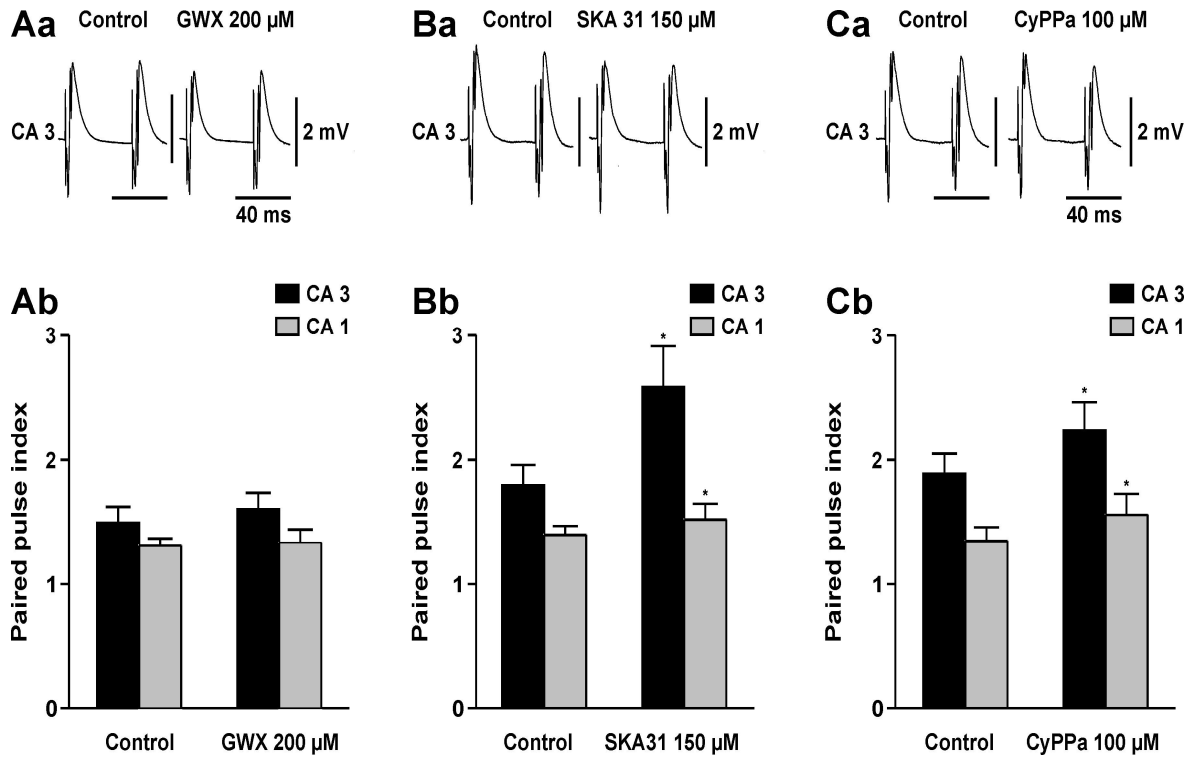 Aa
Control
GWX 200 µM
CA 3
2 mV
40 ms
Ba
Control
SKA 31 150 µM
CA 3
2 mV
Ca
Control
CyPPa 100 µM
CA 3
2 mV
40 ms
Ab
CA 3
CA 1
Paired pulse index
3
2
1
0
Control
GWX 200 µM
Bb
CA 3
CA 1
Paired pulse index
3
2
1
0
*
*
Control
SKA31 150 µM
Cb
CA 3
CA 1
Paired pulse index
3
2
1
0
*
*
Control
CyPPa 100 µM